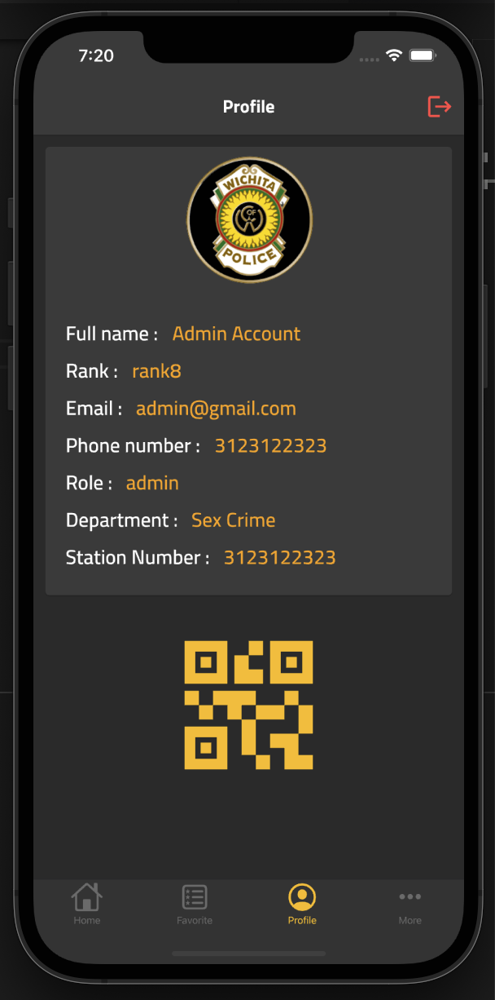 7:20
Profile
WICHITA
OF
POLICE
Full name : Admin Account
Rank : rank8
Email : admin@gmail.com
Phone number : 3123122323
Role : admin
Department : Sex Crime
Station Number : 3123122323
Home Favorite Profile More